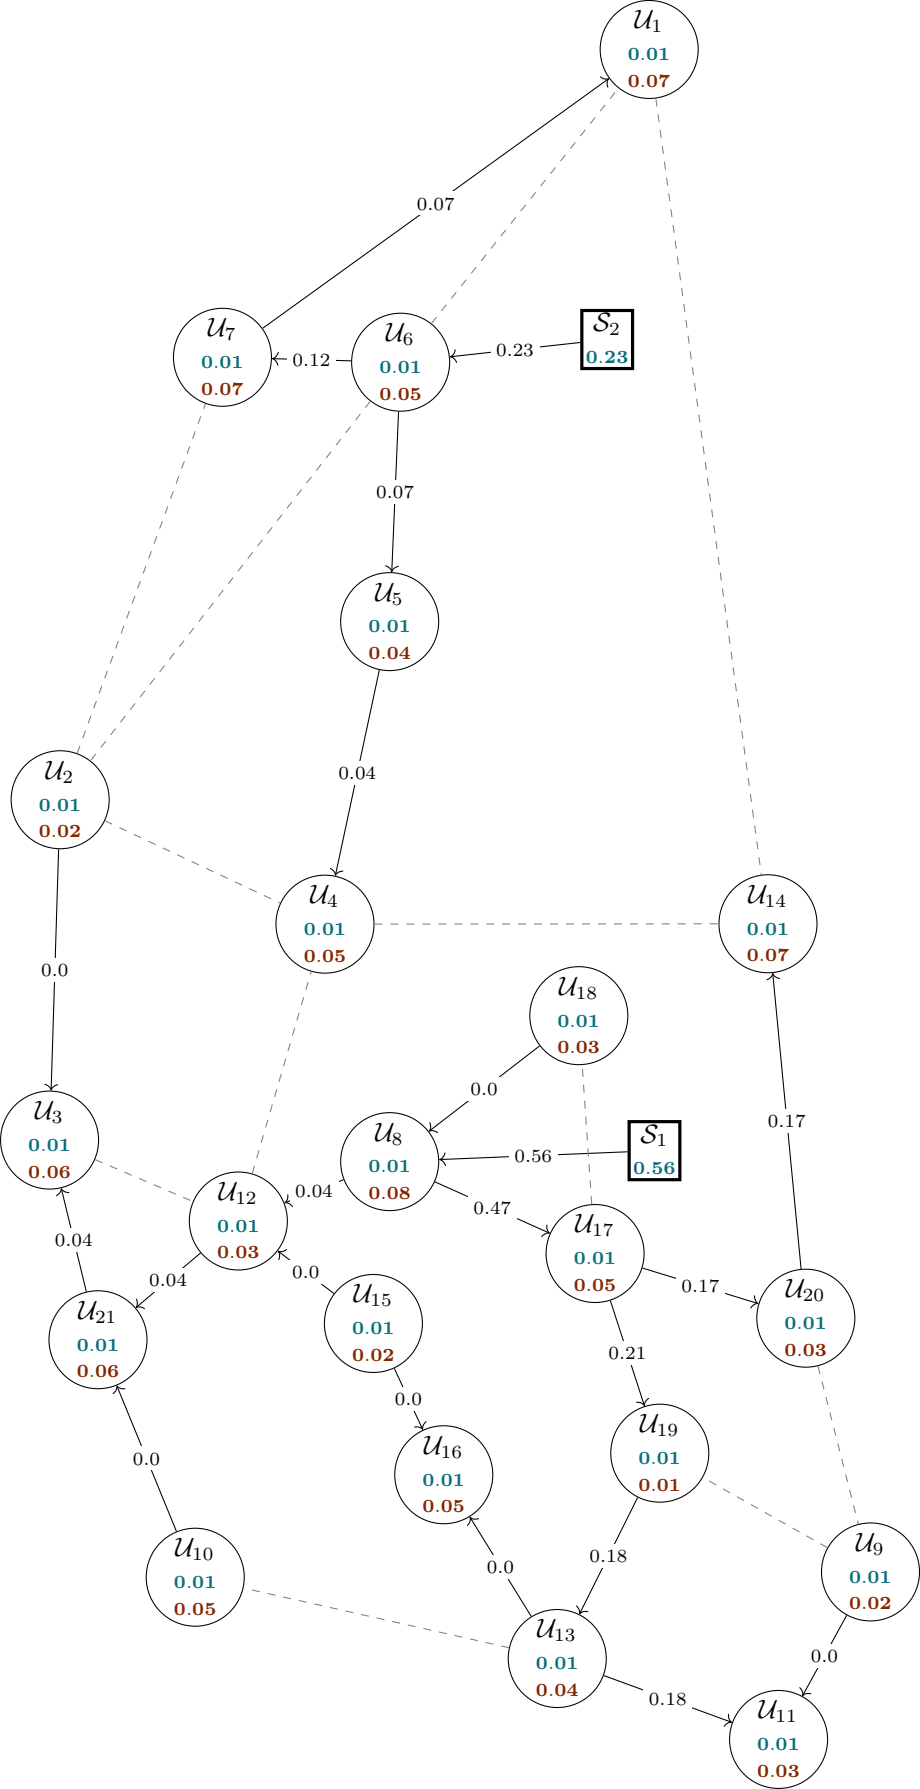 𝒰₁
0.01
0.07
0.07
𝒮₂
0.23
𝒰₇
0.01
0.07
0.12
𝒰₆
0.01
0.05
0.23
0.07
𝒰₅
0.01
0.04
0.04
𝒰₂
0.01
0.02
𝒰₄
0.01
0.05
𝒰₁₄
0.01
0.07
0.0
𝒰₁₈
0.01
0.03
0.0
𝒰₃
0.01
0.06
𝒰₈
0.01
0.08
0.56
𝒮₁
0.56
0.17
𝒰₁₂
0.01
0.03
0.04
0.47
𝒰₁₇
0.01
0.05
0.04
0.04
0.0
0.17
𝒰₂₀
0.01
0.03
𝒰₂₁
0.01
0.06
𝒰₁₅
0.01
0.02
0.21
0.0
𝒰₁₆
0.01
0.05
𝒰₁₉
0.01
0.01
0.0
𝒰₁₀
0.01
0.05
0.0
0.18
𝒰₉
0.01
0.02
𝒰₁₃
0.01
0.04
0.0
0.18
𝒰₁₁
0.01
0.03